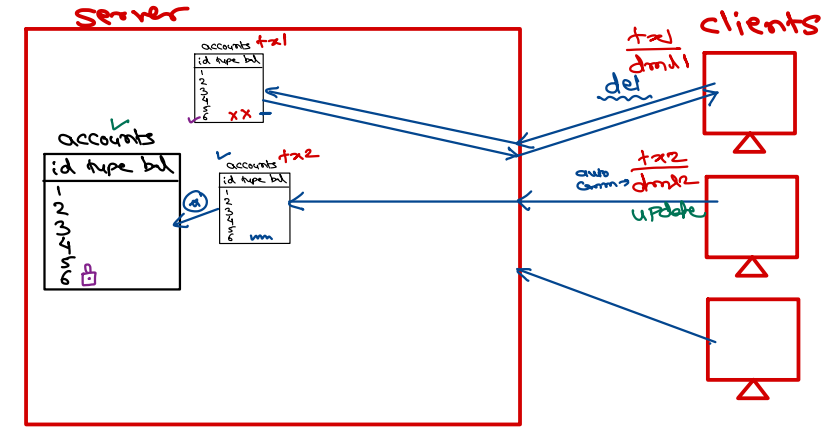 server
clients
accounts tx1
id type bal
1
2
3
4
5
6 xx
tx1
dml1
del
accounts
id type bal
1
2
3
4
5
6
accounts tx2
id type bal
1
2
3
4
5
6
auto
comm
tx2
dml2
update